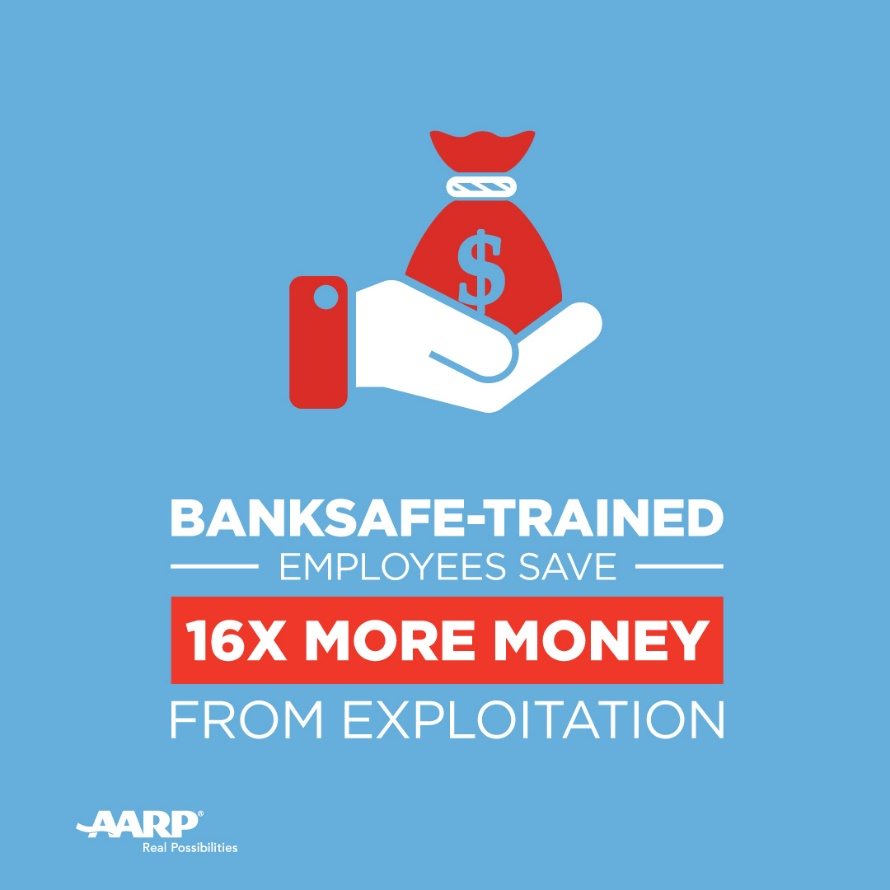 $
BANKSAFE-TRAINED
EMPLOYEES SAVE
16X MORE MONEY
FROM EXPLOITATION
AARP®
Real Possibilities